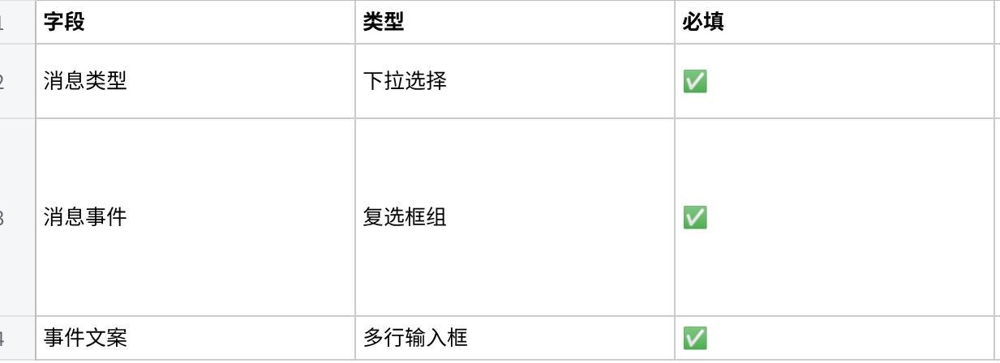 字段 类型 必填
消息类型 下拉选择 ✅
消息事件 复选框组 ✅
事件文案 多行输入框 ✅